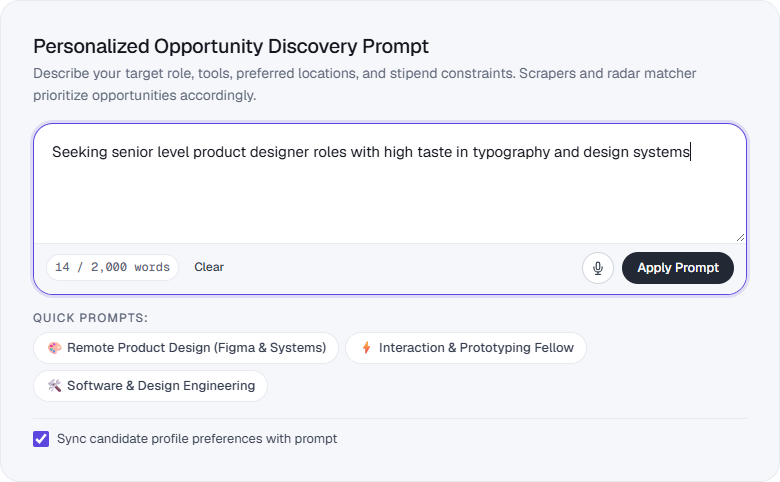 Personalized Opportunity Discovery Prompt
Describe your target role, tools, preferred locations, and stipend constraints. Scrapers and radar matcher
prioritize opportunities accordingly.
Seeking senior level product designer roles with high taste in typography and design systems
14 / 2,000 words
Clear
Apply Prompt
QUICK PROMPTS:
🎨 Remote Product Design (Figma & Systems)
⚡ Interaction & Prototyping Fellow
🛠️ Software & Design Engineering
Sync candidate profile preferences with prompt